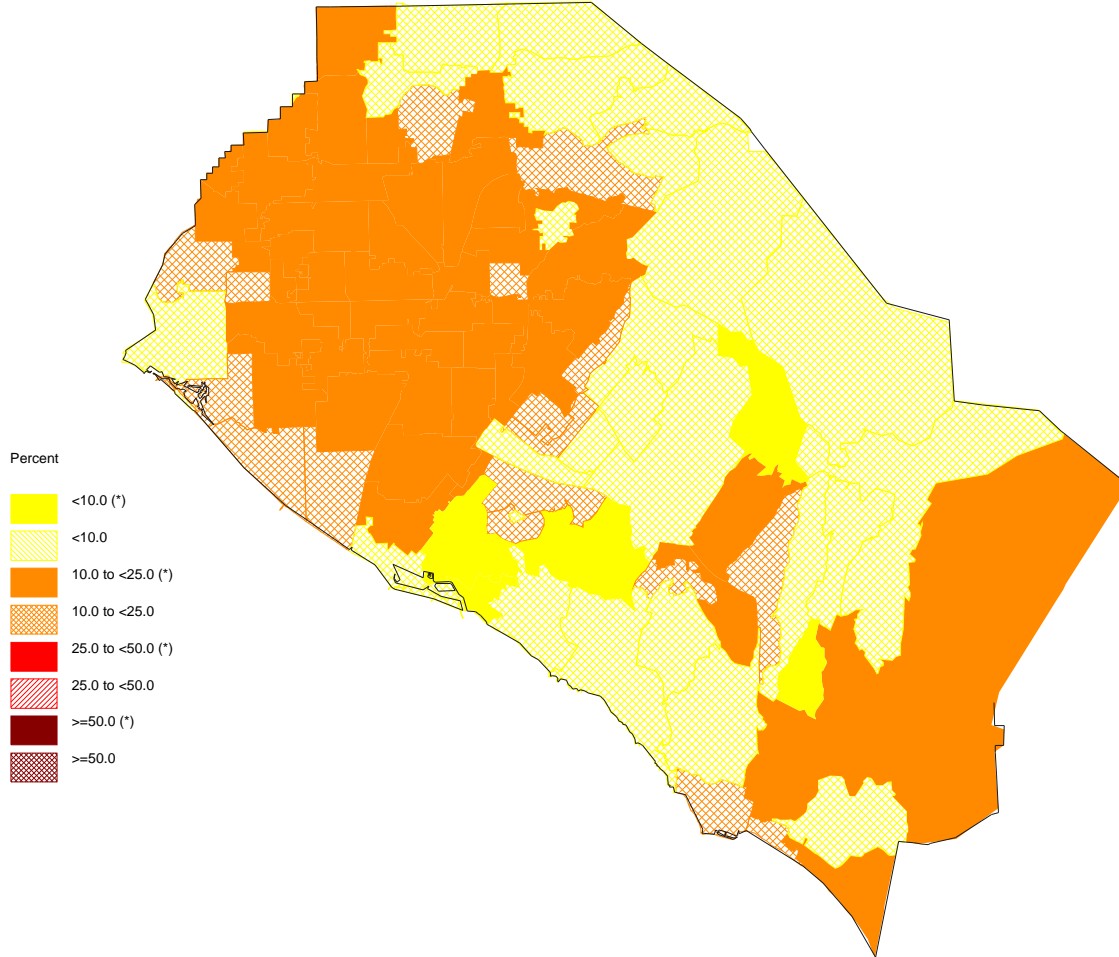 Percent
<10.0 (*)
<10.0
10.0 to <25.0 (*)
10.0 to <25.0
25.0 to <50.0 (*)
25.0 to <50.0
>=50.0 (*)
>=50.0